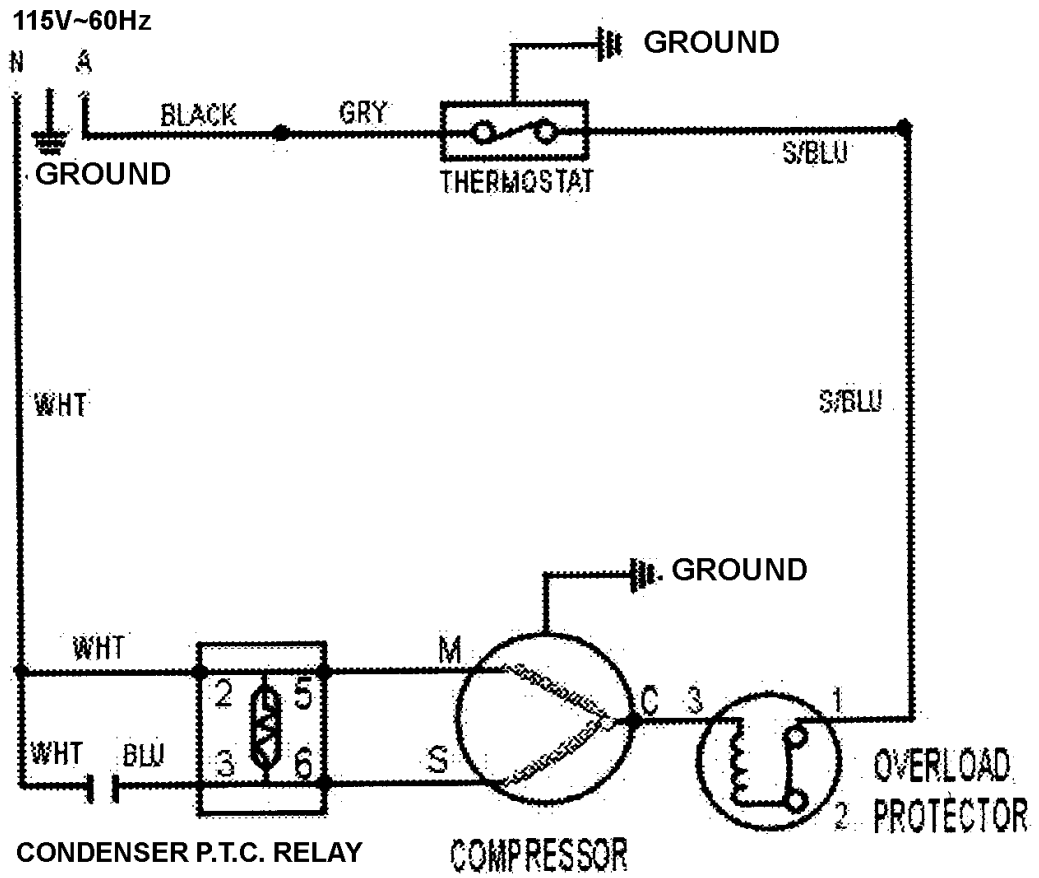 115V~60Hz
N A
GROUND
BLACK GRY
GROUND
THERMOSTAT
S/BLU
WHT
S/BLU
GROUND
WHT
M
2 5
C 3 1
WHT BLU
3 6
S
OVERLOAD
2 PROTECTOR
CONDENSER P.T.C. RELAY
COMPRESSOR